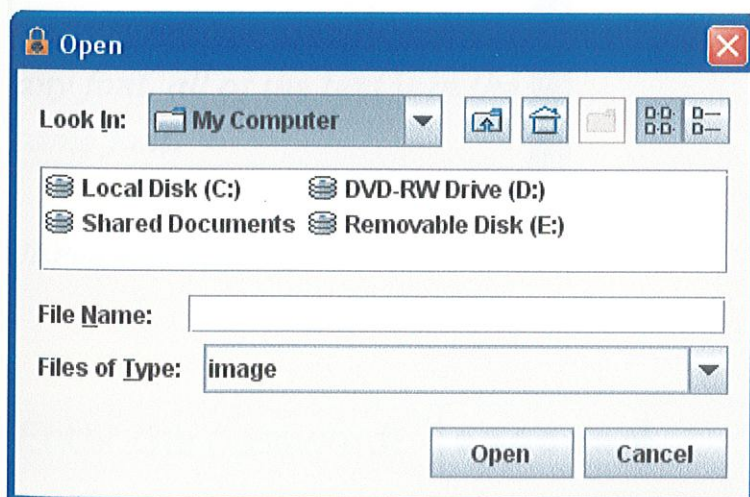 Open
Look In: My Computer
Local Disk (C:) DVD-RW Drive (D:)
Shared Documents Removable Disk (E:)
File Name:
Files of Type: image
Open Cancel